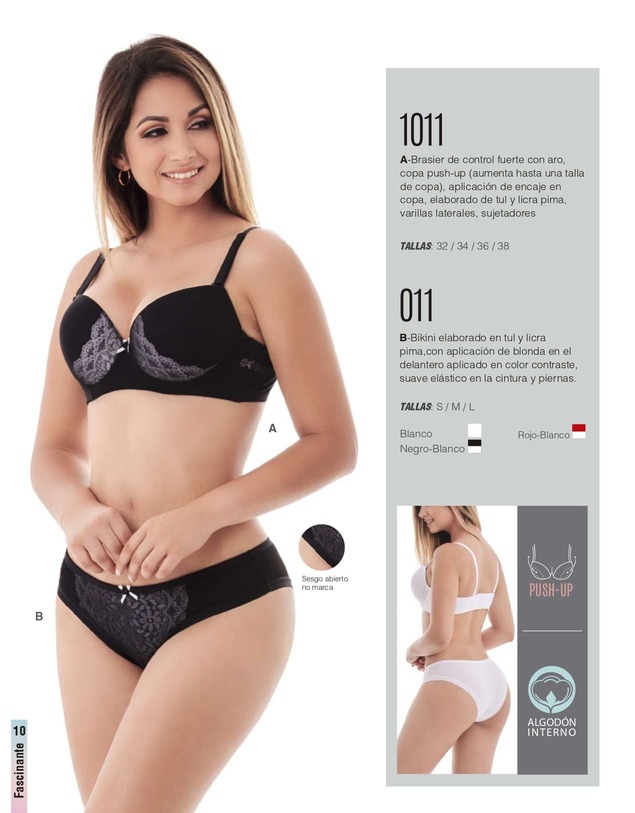 1011
A-Brasier de control fuerte con aro,
copa push-up (aumenta hasta una talla
de copa), aplicación de encaje en
copa, elaborado de tul y licra pima,
varillas laterales, sujetadores
TALLAS: 32 / 34 / 36 / 38
011
B-Bikini elaborado en tul y licra
pima,con aplicación de blonda en el
delantero aplicado en color contraste,
suave elástico en la cintura y piernas.
TALLAS: S / M / L
Blanco
Negro-Blanco
Rojo-Blanco
A
B
Sesgo abierto
no marca
PUSH-UP
ALGODÓN
INTERNO
10
Fascinante